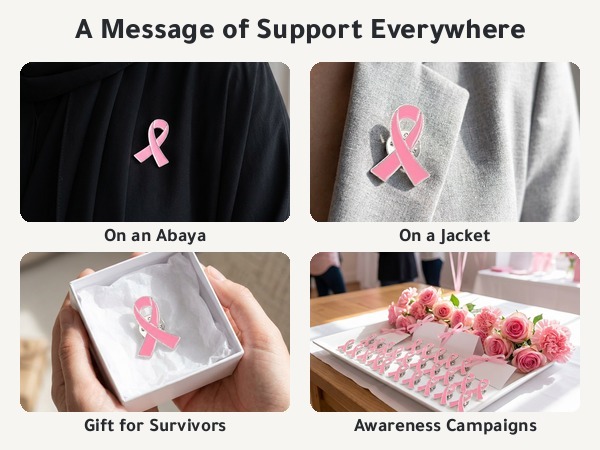 A Message of Support Everywhere
On an Abaya
On a Jacket
Gift for Survivors
Awareness Campaigns